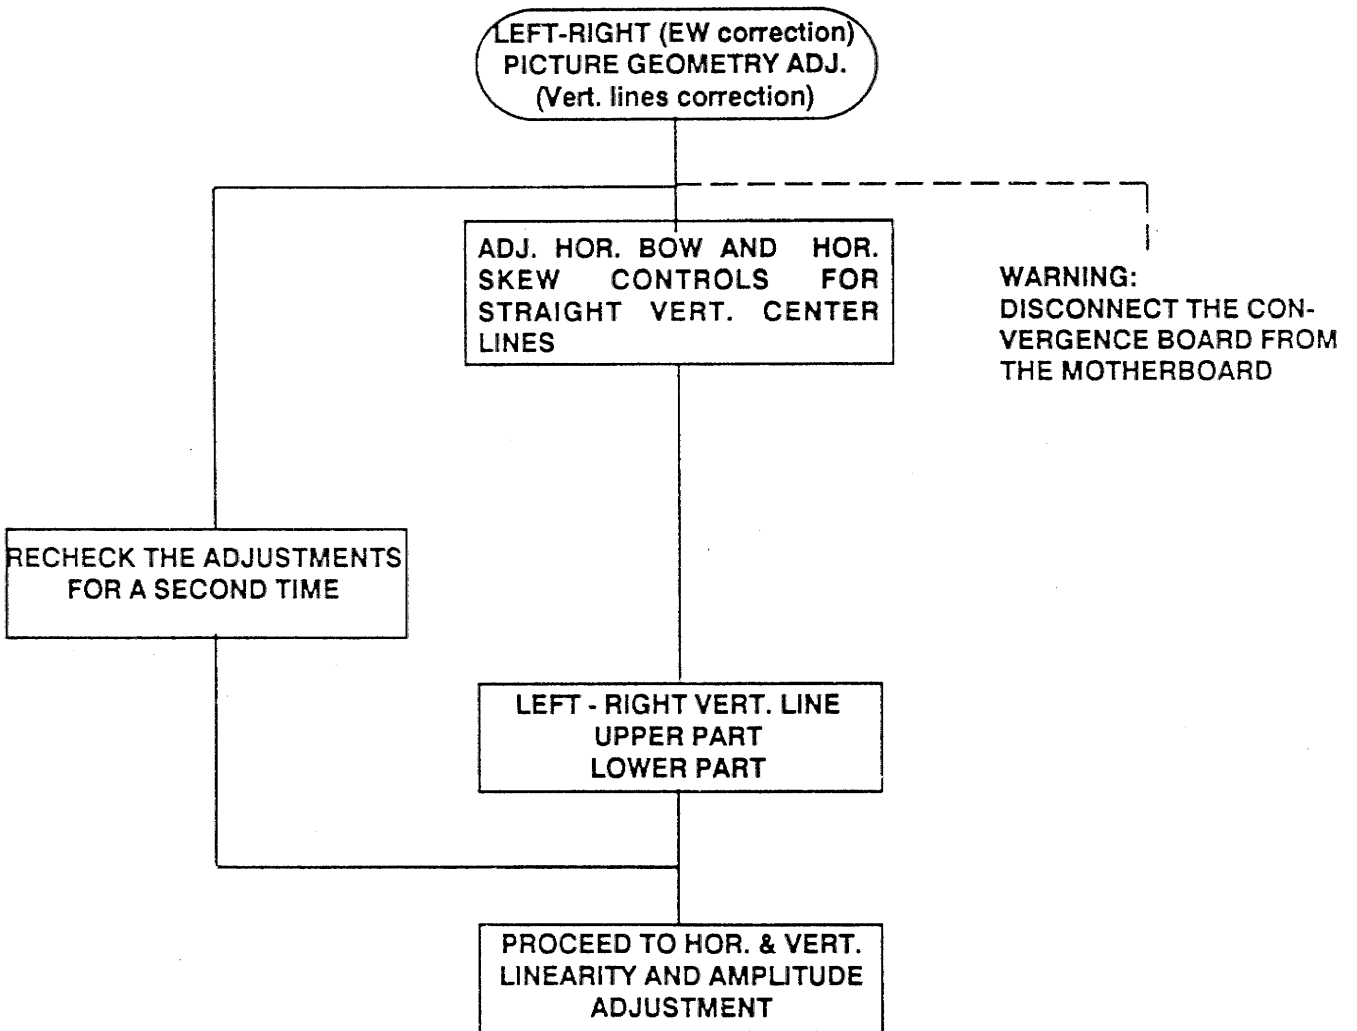 LEFT-RIGHT (EW correction)
PICTURE GEOMETRY ADJ.
(Vert. lines correction)
ADJ. HOR. BOW AND HOR.
SKEW CONTROLS FOR
STRAIGHT VERT. CENTER
LINES
WARNING:
DISCONNECT THE CON-
VERGENCE BOARD FROM
THE MOTHERBOARD
RECHECK THE ADJUSTMENTS
FOR A SECOND TIME
LEFT - RIGHT VERT. LINE
UPPER PART
LOWER PART
PROCEED TO HOR. & VERT.
LINEARITY AND AMPLITUDE
ADJUSTMENT